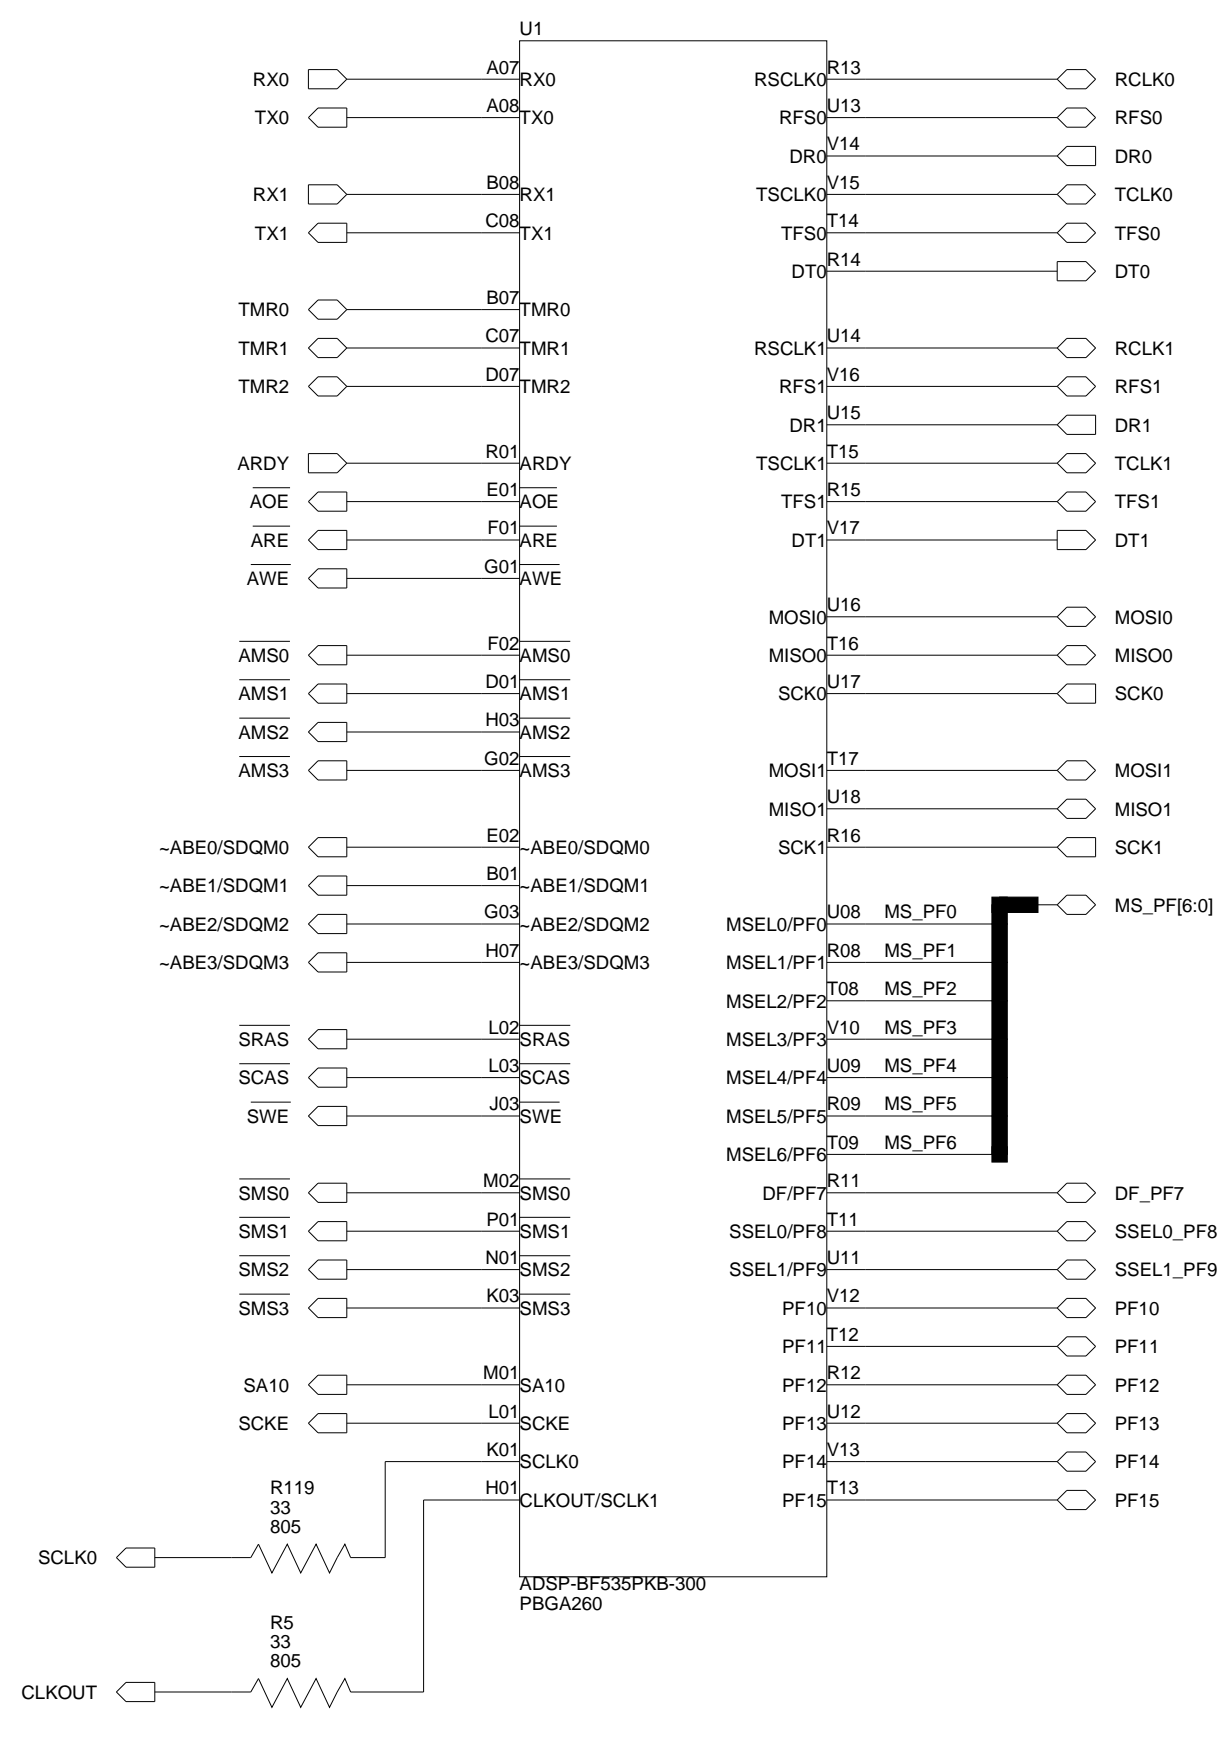 U1
RX0 A07 RX0 RSCLK0 R13 RCLK0
TX0 A08 TX0 RFS0 U13 RFS0
DR0 V14 DR0
RX1 B08 RX1 TSCLK0 V15 TCLK0
TX1 C08 TX1 TFS0 T14 TFS0
DT0 R14 DT0
TMR0 B07 TMR0
TMR1 C07 TMR1 RSCLK1 U14 RCLK1
TMR2 D07 TMR2 RFS1 V16 RFS1
DR1 U15 DR1
ARDY R01 ARDY TSCLK1 T15 TCLK1
AOE E01 AOE TFS1 R15 TFS1
ARE F01 ARE DT1 V17 DT1
AWE G01 AWE
MOSI0 U16 MOSI0
AMS0 F02 AMS0 MISO0 T16 MISO0
AMS1 D01 AMS1 SCK0 U17 SCK0
AMS2 H03 AMS2
AMS3 G02 AMS3 MOSI1 T17 MOSI1
MISO1 U18 MISO1
~ABE0/SDQM0 E02 ~ABE0/SDQM0 SCK1 R16 SCK1
~ABE1/SDQM1 B01 ~ABE1/SDQM1
MS_PF[6:0]
~ABE2/SDQM2 G03 ~ABE2/SDQM2 MSEL0/PF0 U08 MS_PF0
~ABE3/SDQM3 H07 ~ABE3/SDQM3 MSEL1/PF1 R08 MS_PF1
MSEL2/PF2 T08 MS_PF2
SRAS L02 SRAS MSEL3/PF3 V10 MS_PF3
SCAS L03 SCAS MSEL4/PF4 U09 MS_PF4
SWE J03 SWE MSEL5/PF5 R09 MS_PF5
MSEL6/PF6 T09 MS_PF6
SMS0 M02 SMS0 DF/PF7 R11 DF_PF7
SMS1 P01 SMS1 SSEL0/PF8 T11 SSEL0_PF8
SMS2 N01 SMS2 SSEL1/PF9 U11 SSEL1_PF9
SMS3 K03 SMS3 PF10 V12 PF10
PF11 T12 PF11
SA10 M01 SA10 PF12 R12 PF12
SCKE L01 SCKE PF13 U12 PF13
K01 SCLK0 PF14 V13 PF14
H01 CLKOUT/SCLK1 PF15 T13 PF15
R119
33
805
SCLK0
ADSP-BF535PKB-300
PBGA260
R5
33
805
CLKOUT